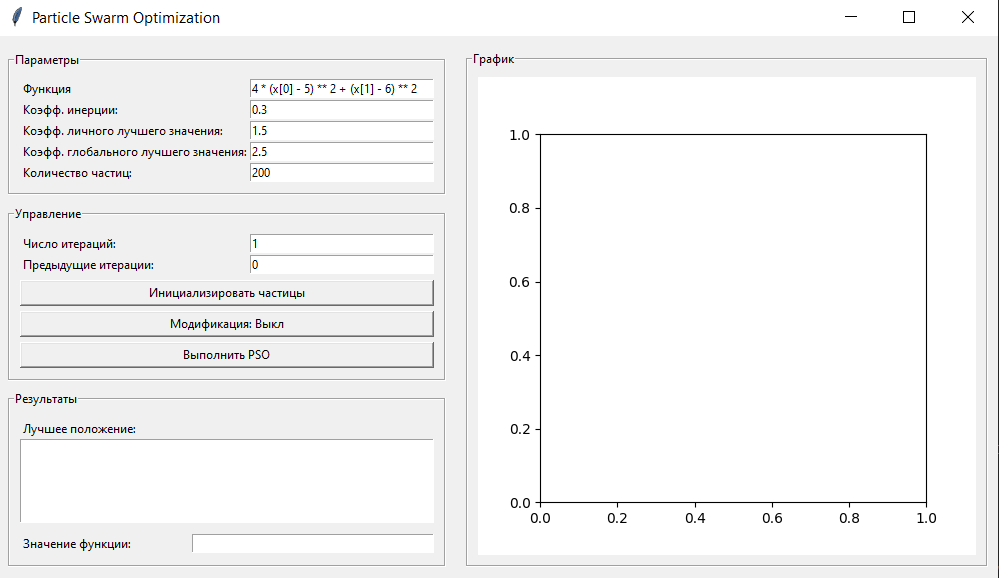 Particle Swarm Optimization
Параметры
Функция 4 * (x[0] - 5) ** 2 + (x[1] - 6) ** 2
Коэфф. инерции: 0.3
Коэфф. личного лучшего значения: 1.5
Коэфф. глобального лучшего значения: 2.5
Количество частиц: 200
Управление
Число итераций: 1
Предыдущие итерации: 0
Инициализировать частицы
Модификация: Выкл
Выполнить PSO
Результаты
Лучшее положение:
Значение функции:
График
1.0
0.8
0.6
0.4
0.2
0.0
0.0 0.2 0.4 0.6 0.8 1.0